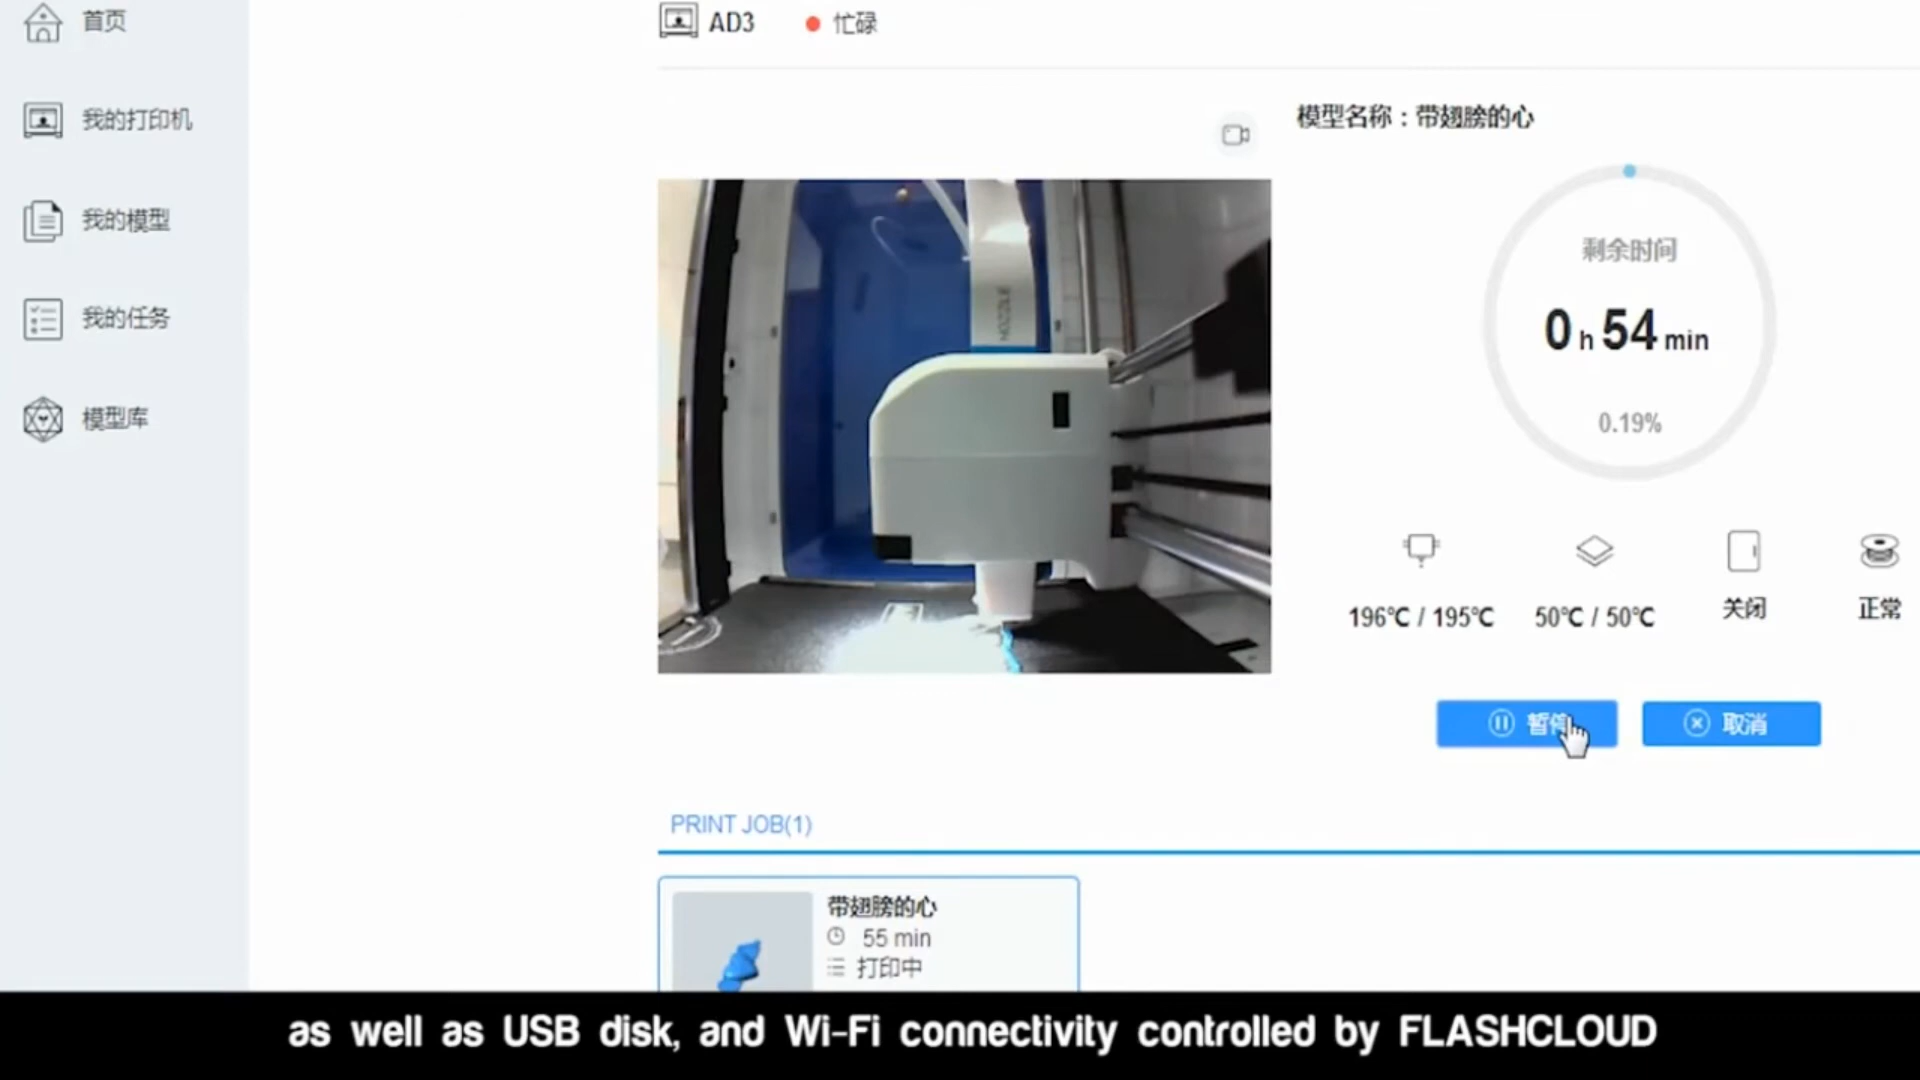 首页
我的打印机
我的模型
我的任务
模型库
AD3
忙碌
模型名称：带翅膀的心
NOZZLE
剩余时间
0 h 54 min
0.19%
196℃ / 195℃
50℃ / 50℃
关闭
正常
暂停
取消
PRINT JOB(1)
带翅膀的心
55 min
打印中
as well as USB disk, and Wi-Fi connectivity controlled by FLASHCLOUD